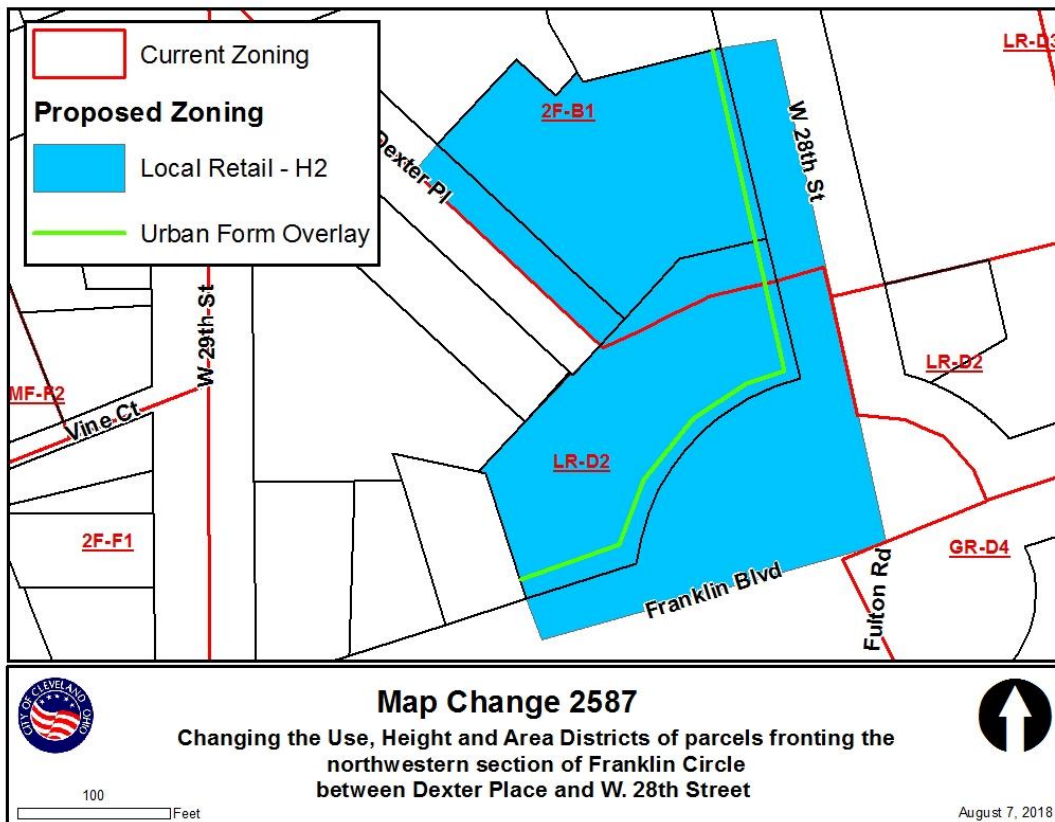 Current Zoning
Proposed Zoning
Local Retail - H2
Urban Form Overlay
LR-D3
2F-B1
Dexter Pl
W 28th St
W 29th St
MF-F2
Vine Ct
LR-D2
LR-D2
2F-F1
GR-D4
Franklin Blvd
Fulton Rd
CITY OF CLEVELAND OHIO
Map Change 2587
Changing the Use, Height and Area Districts of parcels fronting the
northwestern section of Franklin Circle
between Dexter Place and W. 28th Street
100
Feet
August 7, 2018